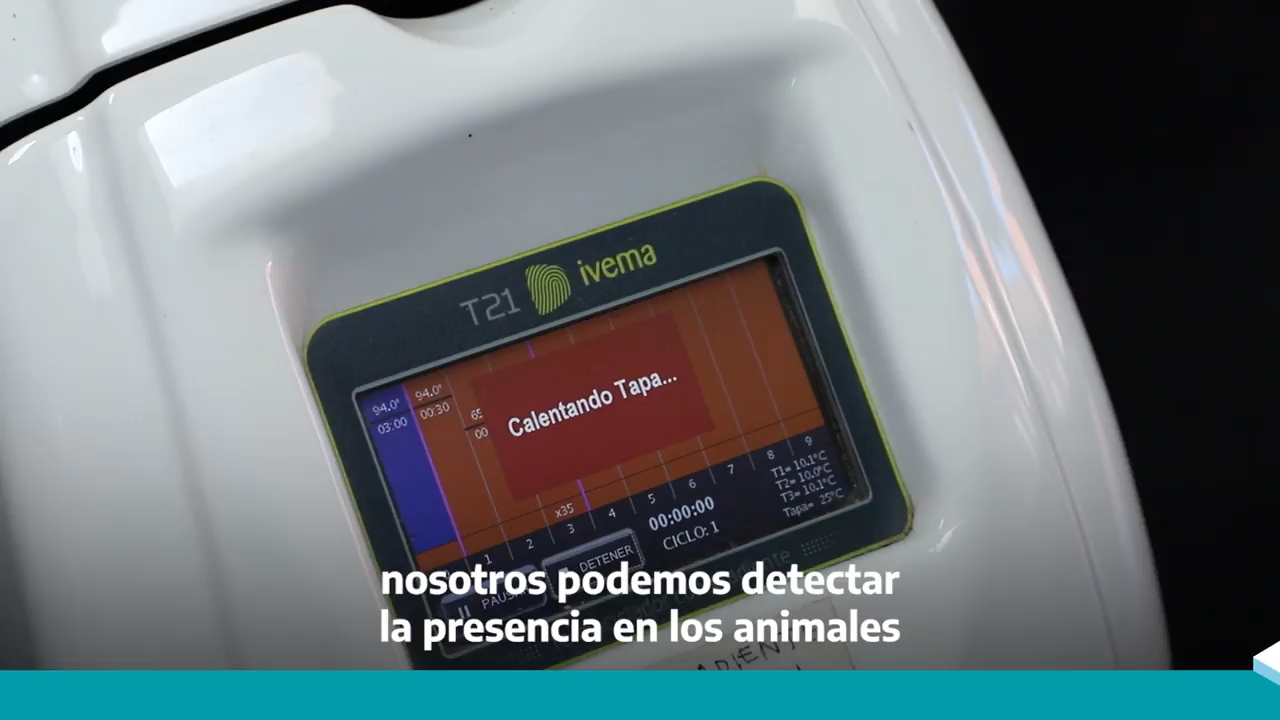 T21 ivema
94.0° 94.0°
03:00 00:30
65
00
Calentando Tapa...
x35
1 2 3 4 5 6 7 8 9
T1= 10.1°C
T2= 10.0°C
T3= 10.1°C
Tapa= 25°C
00:00:00
CICLO: 1
DETENER
nosotros podemos detectar
la presencia en los animales